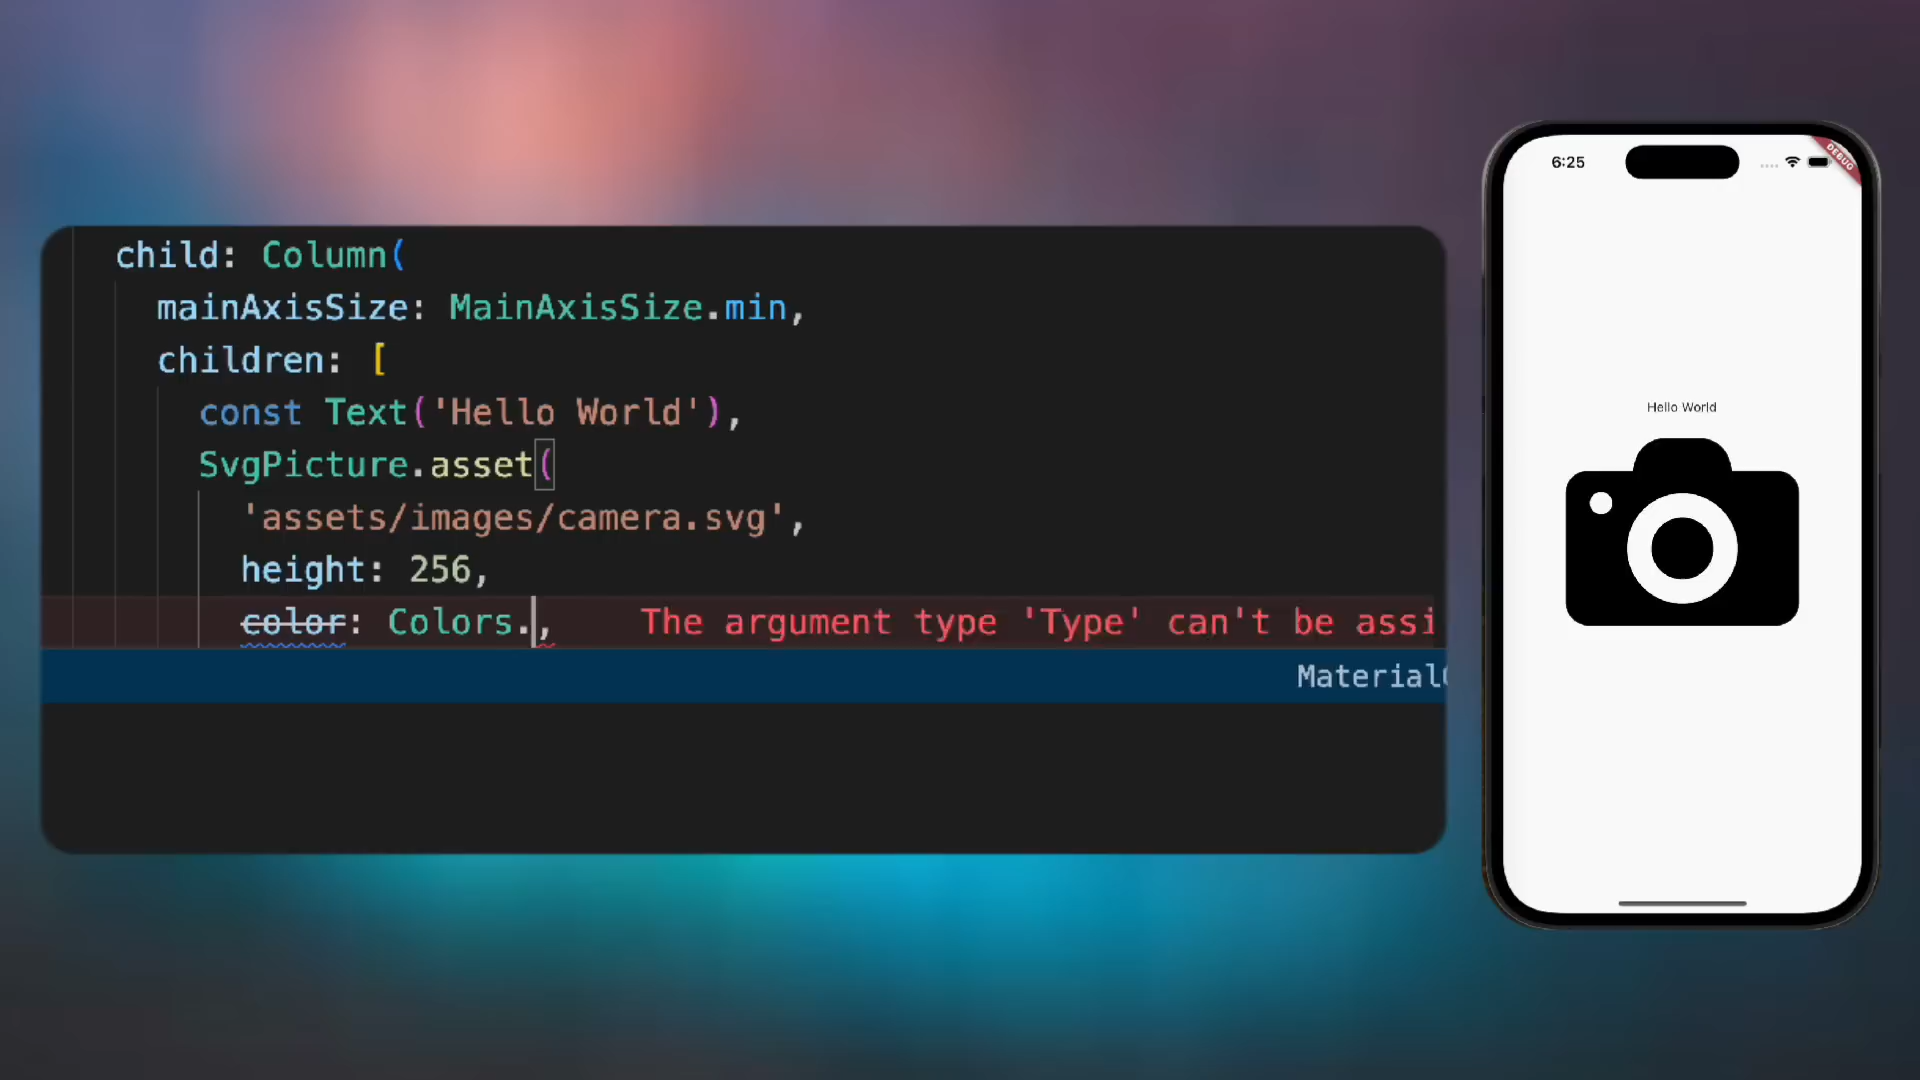 child: Column(
mainAxisSize: MainAxisSize.min,
children: [
const Text('Hello World'),
SvgPicture.asset(
'assets/images/camera.svg',
height: 256,
color: Colors., The argument type 'Type' can't be assi
Material
6:25
DEBUG
Hello World